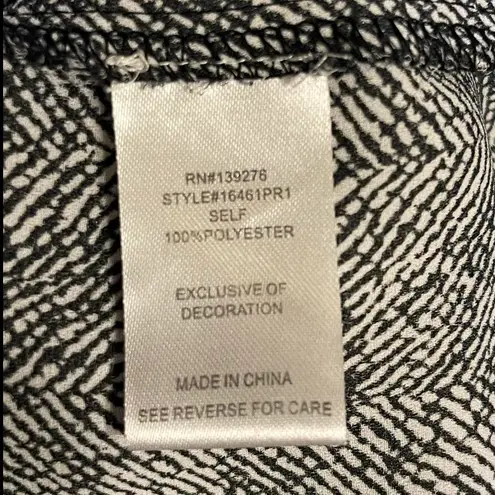 RN#139276
STYLE#16461PR1
SELF
100%POLYESTER
EXCLUSIVE OF
DECORATION
MADE IN CHINA
SEE REVERSE FOR CARE